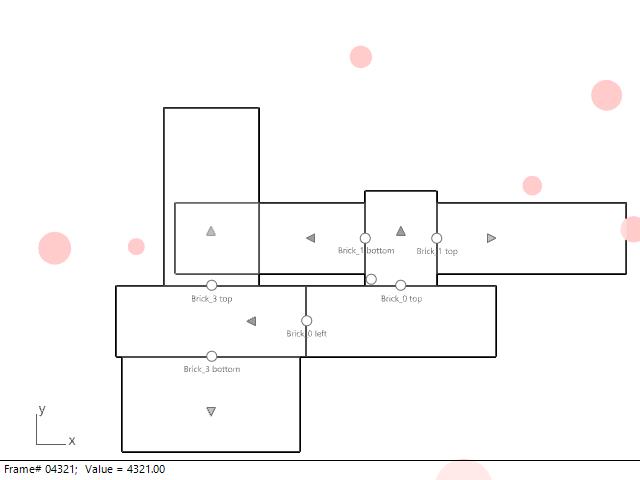 Brick_1 bottom
Brick_1 top
Brick_3 top
Brick_0 top
Brick_0 left
Brick_3 bottom
y
x
Frame# 04321; Value = 4321.00